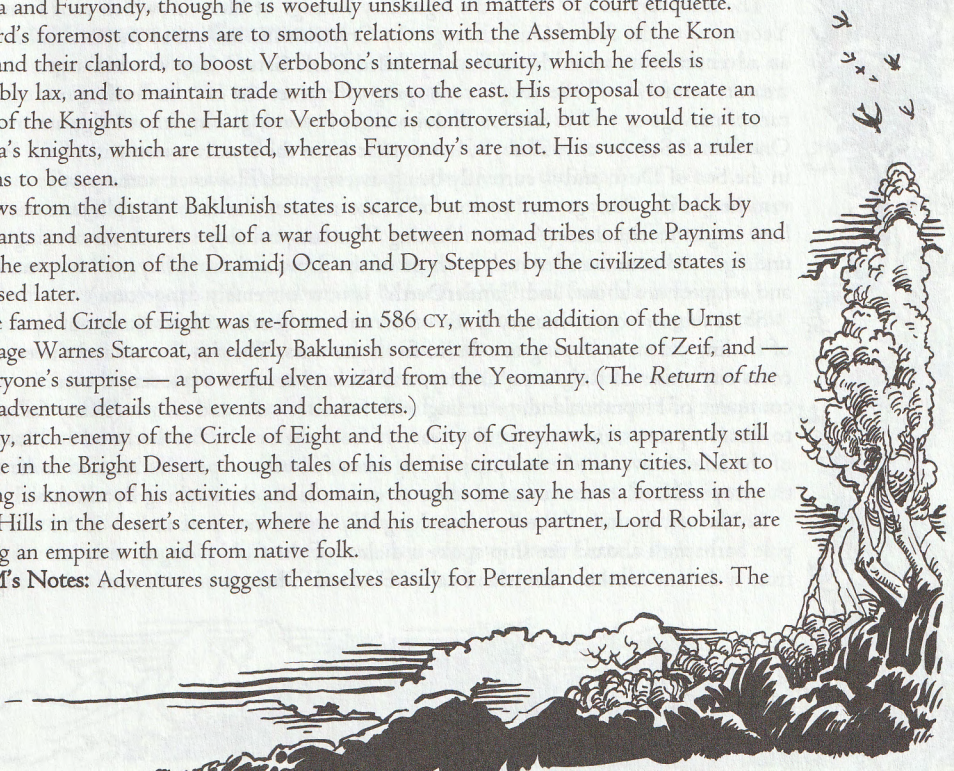 a and Furyondy, though he is woefully unskilled in matters of court etiquette.
rd's foremost concerns are to smooth relations with the Assembly of the Kron
and their clanlord, to boost Verbobonc's internal security, which he feels is
bly lax, and to maintain trade with Dyvers to the east. His proposal to create an
of the Knights of the Hart for Verbobonc is controversial, but he would tie it to
a's knights, which are trusted, whereas Furyondy's are not. His success as a ruler
ns to be seen.
ws from the distant Baklunish states is scarce, but most rumors brought back by
ants and adventurers tell of a war fought between nomad tribes of the Paynims and
he exploration of the Dramidj Ocean and Dry Steppes by the civilized states is
sed later.
e famed Circle of Eight was re-formed in 586 CY, with the addition of the Urnst
age Warnes Starcoat, an elderly Baklunish sorcerer from the Sultanate of Zeif, and —
ryone's surprise — a powerful elven wizard from the Yeomanry. (The Return of the
adventure details these events and characters.)
y, arch-enemy of the Circle of Eight and the City of Greyhawk, is apparently still
e in the Bright Desert, though tales of his demise circulate in many cities. Next to
ng is known of his activities and domain, though some say he has a fortress in the
Hills in the desert's center, where he and his treacherous partner, Lord Robilar, are
g an empire with aid from native folk.
M's Notes: Adventures suggest themselves easily for Perrenlander mercenaries. The